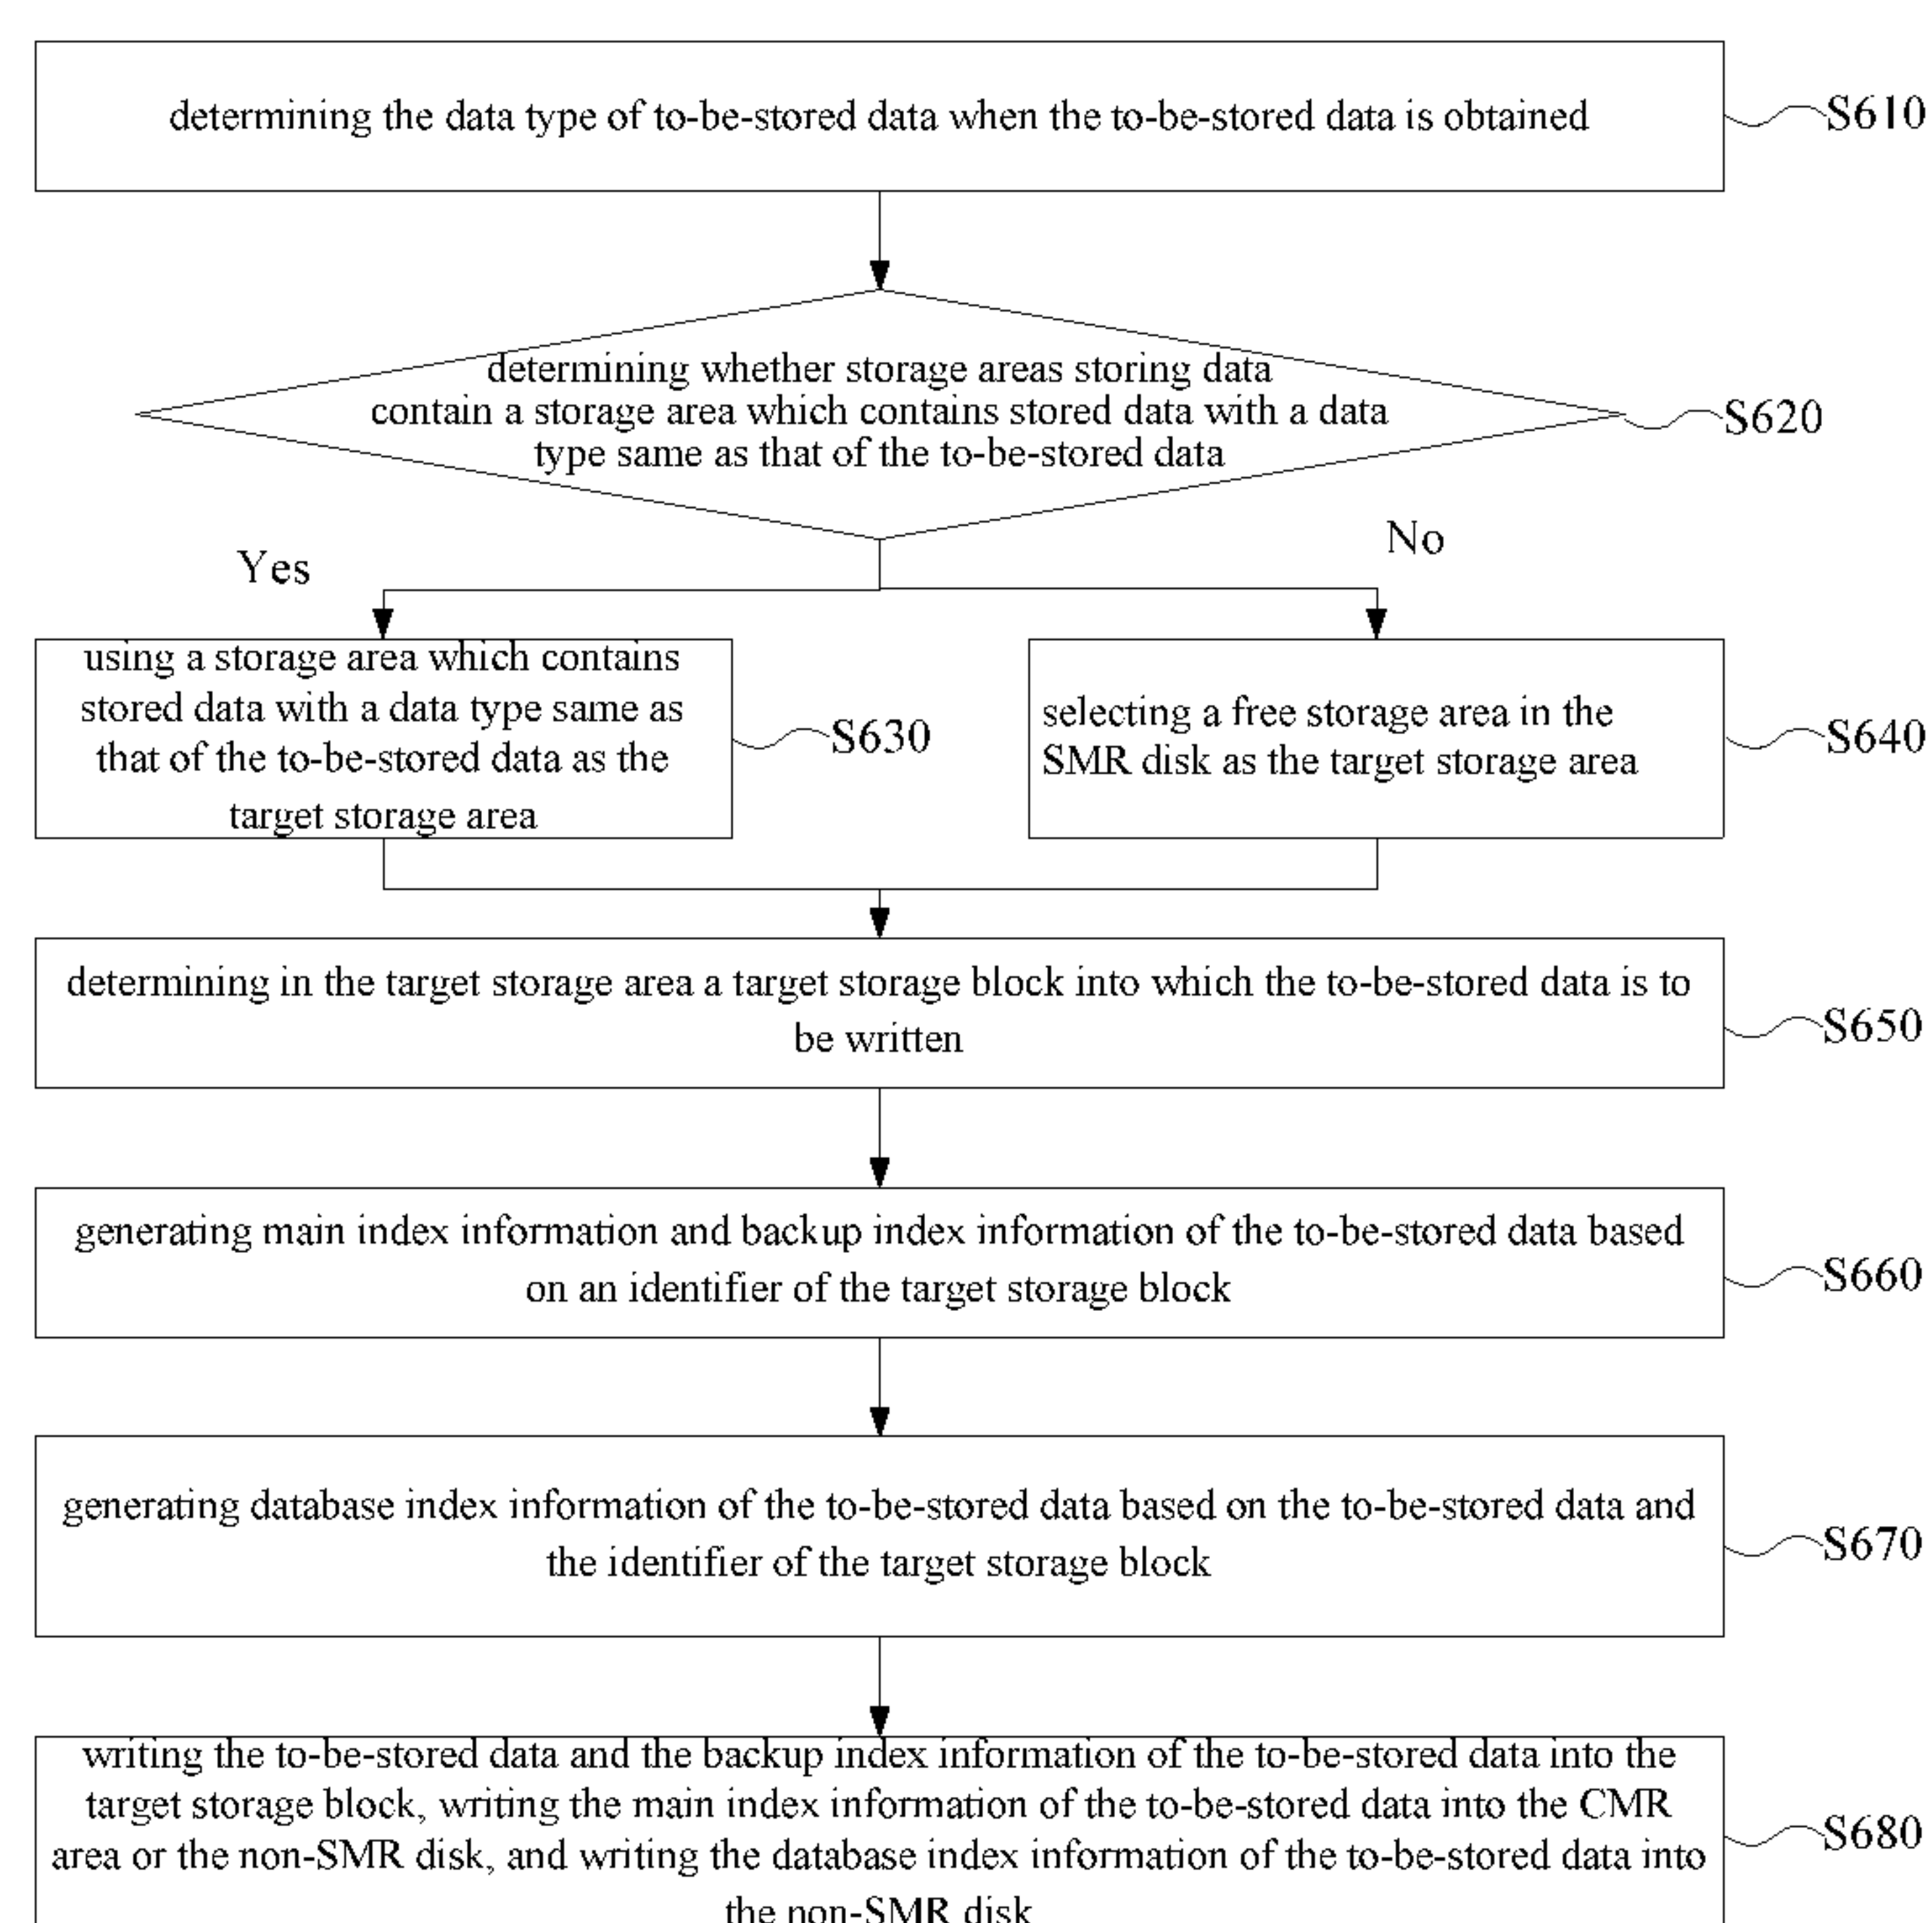 determining the data type of to-be-stored data when the to-be-stored data is obtained
S610
determining whether storage areas storing data
contain a storage area which contains stored data with a data
type same as that of the to-be-stored data
S620
Yes
No
using a storage area which contains
stored data with a data type same as
that of the to-be-stored data as the
target storage area
S630
selecting a free storage area in the
SMR disk as the target storage area
S640
determining in the target storage area a target storage block into which the to-be-stored data is to
be written
S650
generating main index information and backup index information of the to-be-stored data based
on an identifier of the target storage block
S660
generating database index information of the to-be-stored data based on the to-be-stored data and
the identifier of the target storage block
S670
writing the to-be-stored data and the backup index information of the to-be-stored data into the
target storage block, writing the main index information of the to-be-stored data into the CMR
area or the non-SMR disk, and writing the database index information of the to-be-stored data into
the non-SMR disk
S680